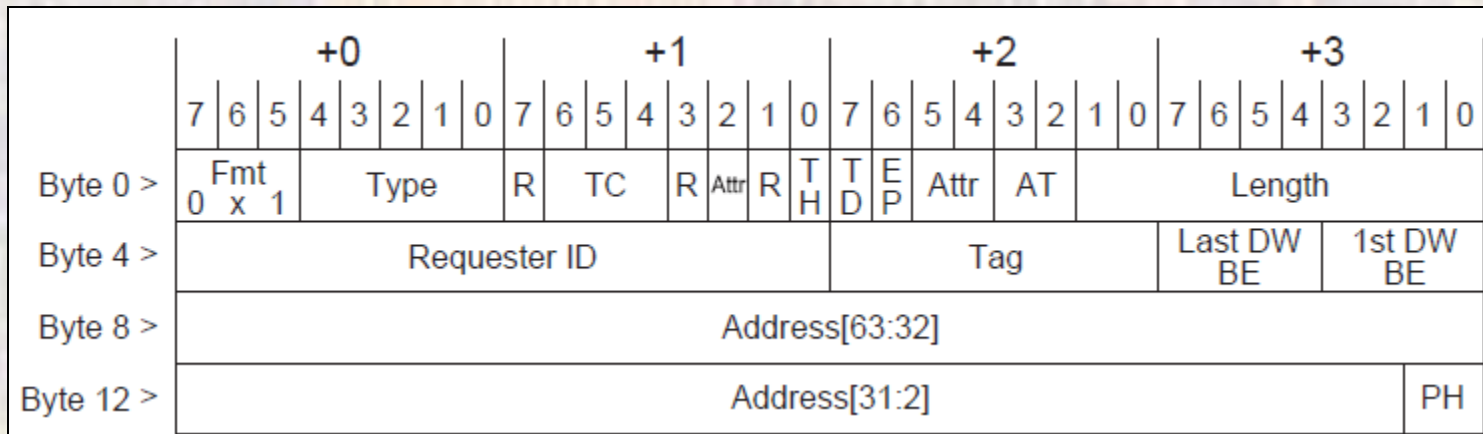 +0 +1 +2 +3
7 6 5 4 3 2 1 0 7 6 5 4 3 2 1 0 7 6 5 4 3 2 1 0 7 6 5 4 3 2 1 0
Byte 0 > Fmt 0 x 1 Type R TC R Attr R TH TD EP Attr AT Length
Byte 4 > Requester ID Tag Last DW BE 1st DW BE
Byte 8 > Address[63:32]
Byte 12 > Address[31:2] PH